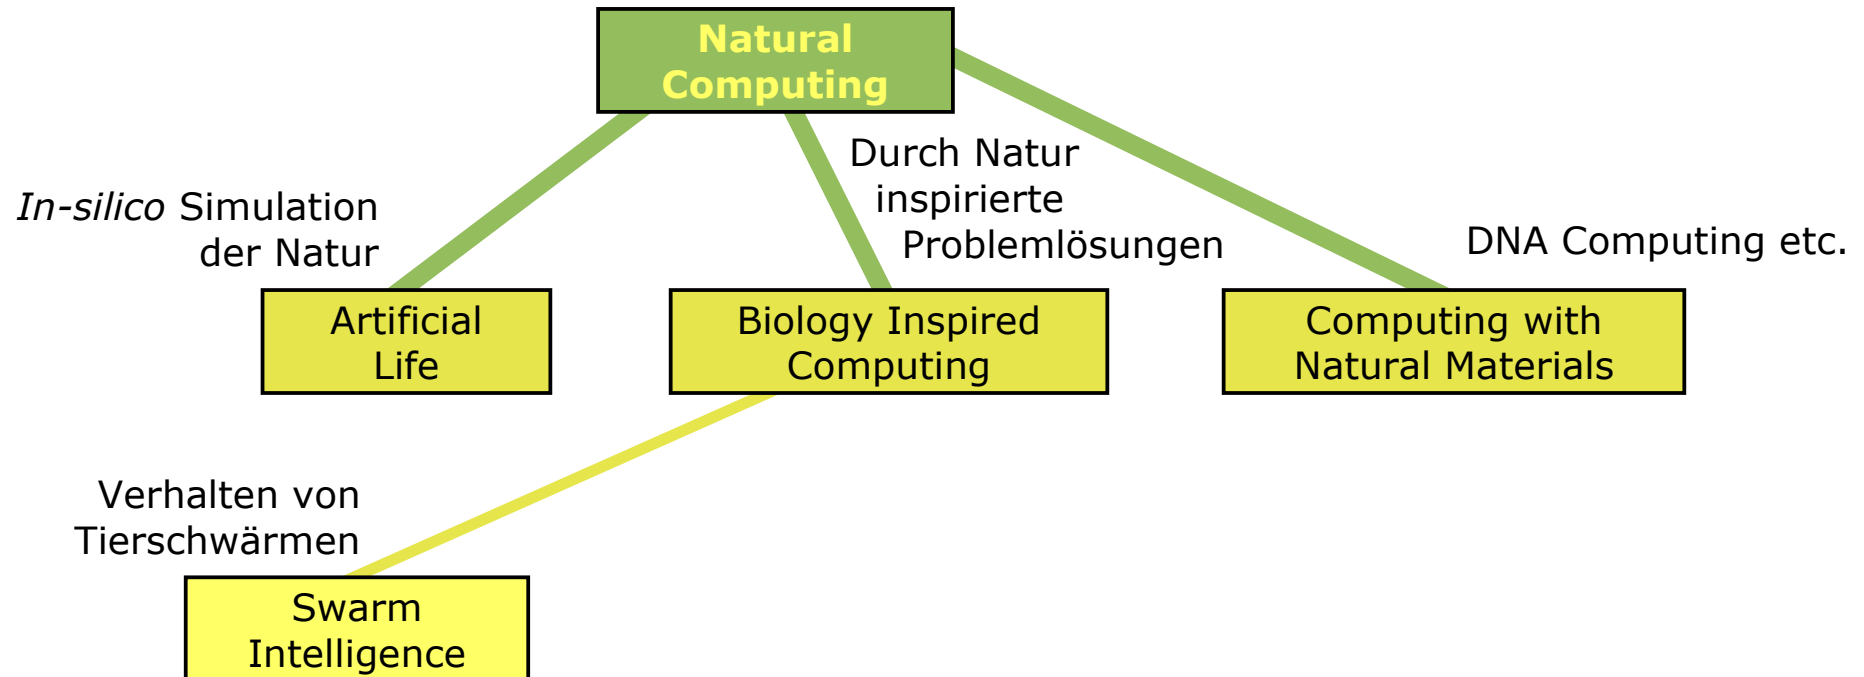 Natural
Computing
Durch Natur
inspirierte
Problemlösungen
In-silico Simulation
der Natur
DNA Computing etc.
Artificial
Life
Biology Inspired
Computing
Computing with
Natural Materials
Verhalten von
Tierschwärmen
Swarm
Intelligence